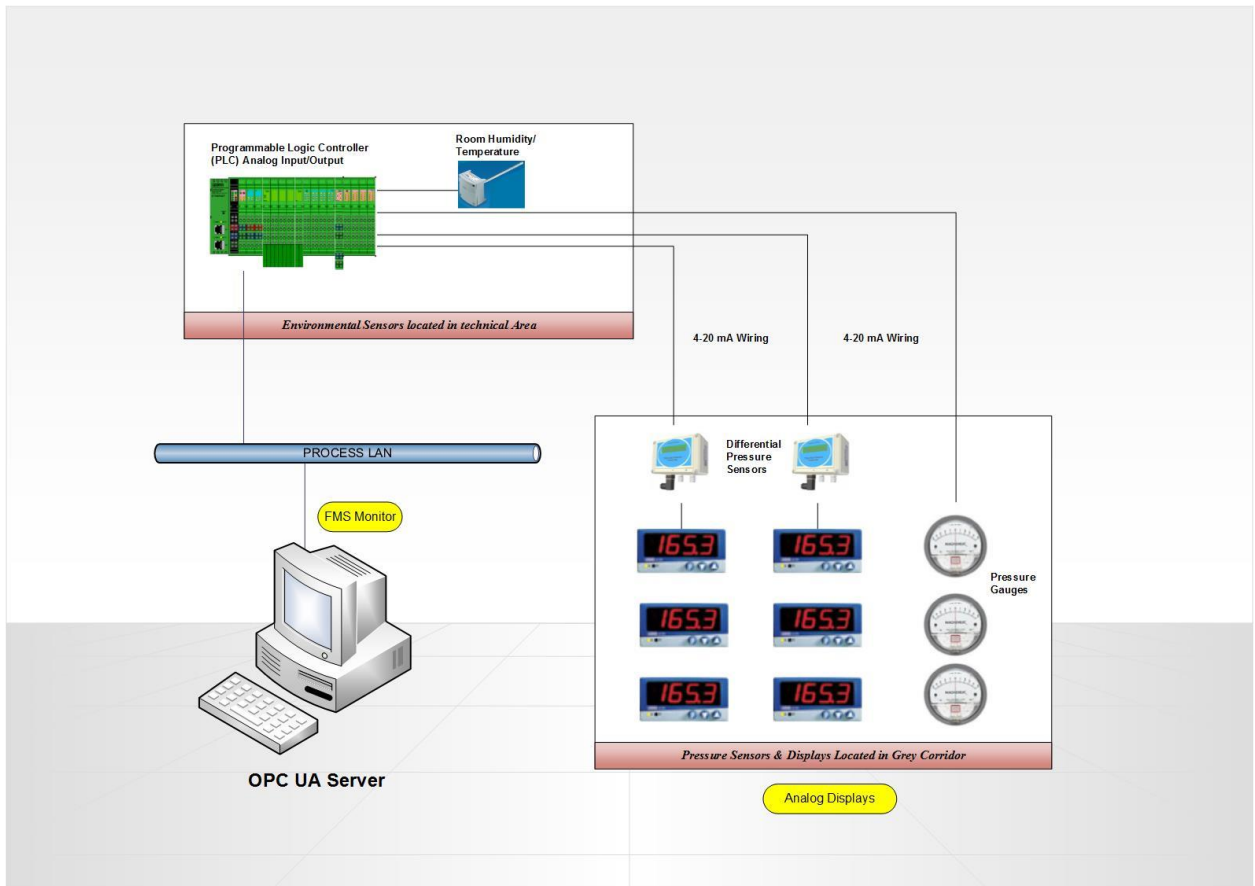 Programmable Logic Controller
(PLC) Analog Input/Output
Room Humidity/
Temperature
Environmental Sensors located in technical Area
4-20 mA Wiring
4-20 mA Wiring
PROCESS LAN
FMS Monitor
OPC UA Server
Differential
Pressure
Sensors
165.3
165.3
165.3
165.3
165.3
165.3
Pressure
Gauges
Pressure Sensors & Displays Located in Grey Corridor
Analog Displays